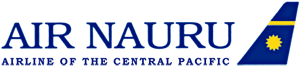 AIR NAURU
AIRLINE OF THE CENTRAL PACIFIC